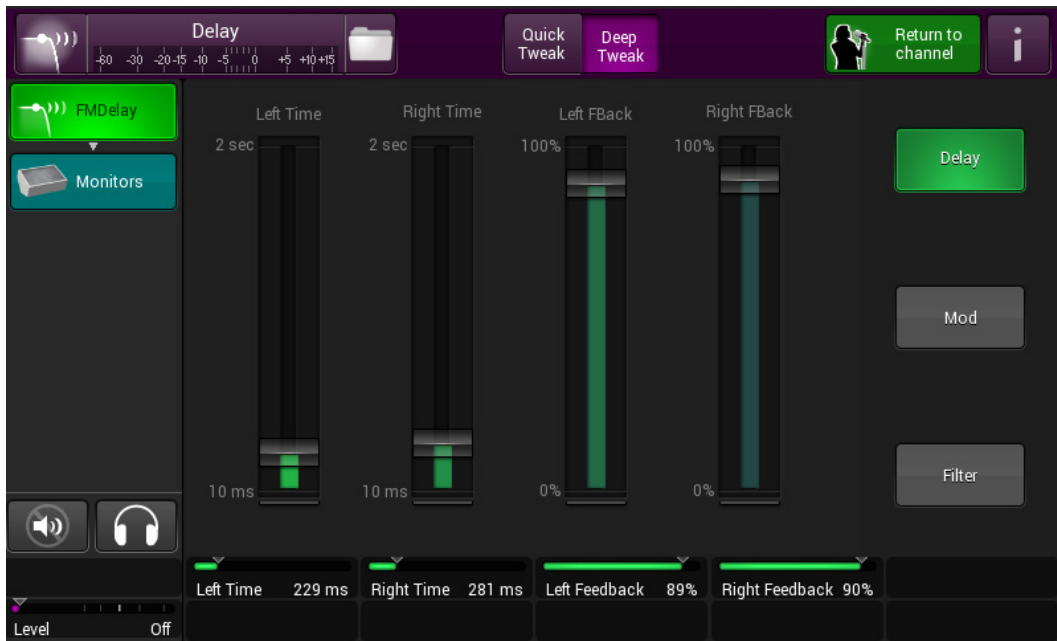 Delay
-60 -30 -20 -15 -10 -5 0 +5 +10 +15
Quick
Tweak
Deep
Tweak
Return to
channel
i
FMDelay
Monitors
Left Time
Right Time
Left FBack
Right FBack
2 sec
2 sec
100%
100%
10 ms
10 ms
0%
0%
Delay
Mod
Filter
Left Time 229 ms
Right Time 281 ms
Left Feedback 89%
Right Feedback 90%
Level Off